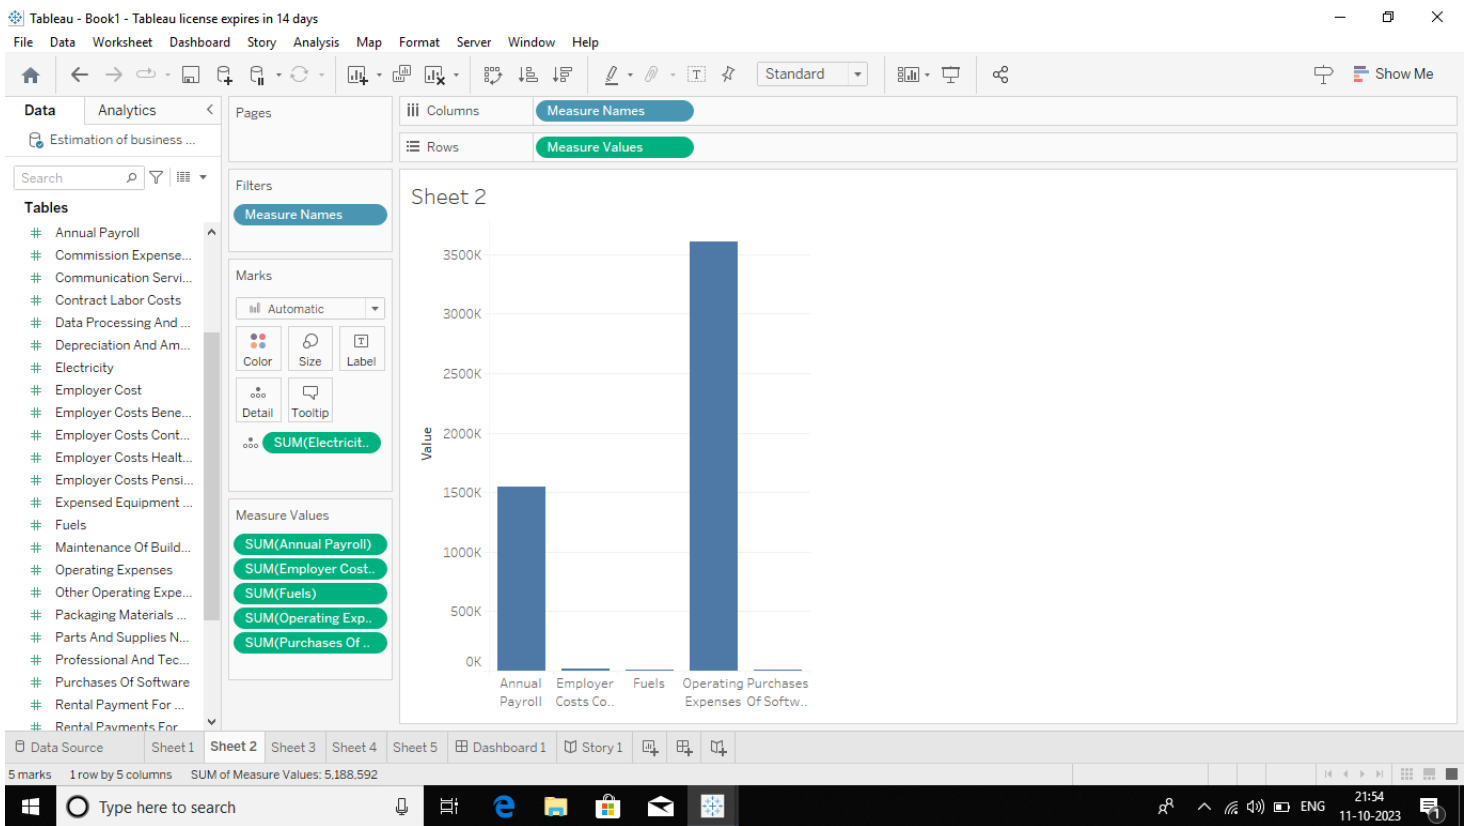 Tableau - Book1 - Tableau license expires in 14 days
File Data Worksheet Dashboard Story Analysis Map Format Server Window Help
Standard
Show Me
Data Analytics
Estimation of business ...
Search
Tables
Annual Payroll
Commission Expense...
Communication Servi...
Contract Labor Costs
Data Processing And ...
Depreciation And Am...
Electricity
Employer Cost
Employer Costs Bene...
Employer Costs Cont...
Employer Costs Healt...
Employer Costs Pensi...
Expensed Equipment ...
Fuels
Maintenance Of Build...
Operating Expenses
Other Operating Expe...
Packaging Materials ...
Parts And Supplies N...
Professional And Tec...
Purchases Of Software
Rental Payment For ...
Rental Payments For
Pages
Filters
Measure Names
Marks
Automatic
Color Size Label
Detail Tooltip
SUM(Electricit..
Measure Values
SUM(Annual Payroll)
SUM(Employer Cost..
SUM(Fuels)
SUM(Operating Exp..
SUM(Purchases Of ..
Columns Measure Names
Rows Measure Values
Sheet 2
Value
3500K
3000K
2500K
2000K
1500K
1000K
500K
0K
Annual Employer Fuels Operating Purchases
Payroll Costs Co.. Expenses Of Softw..
Data Source Sheet 1 Sheet 2 Sheet 3 Sheet 4 Sheet 5 Dashboard 1 Story 1
5 marks 1 row by 5 columns SUM of Measure Values: 5,188,592
Type here to search
ENG
21:54
11-10-2023
1